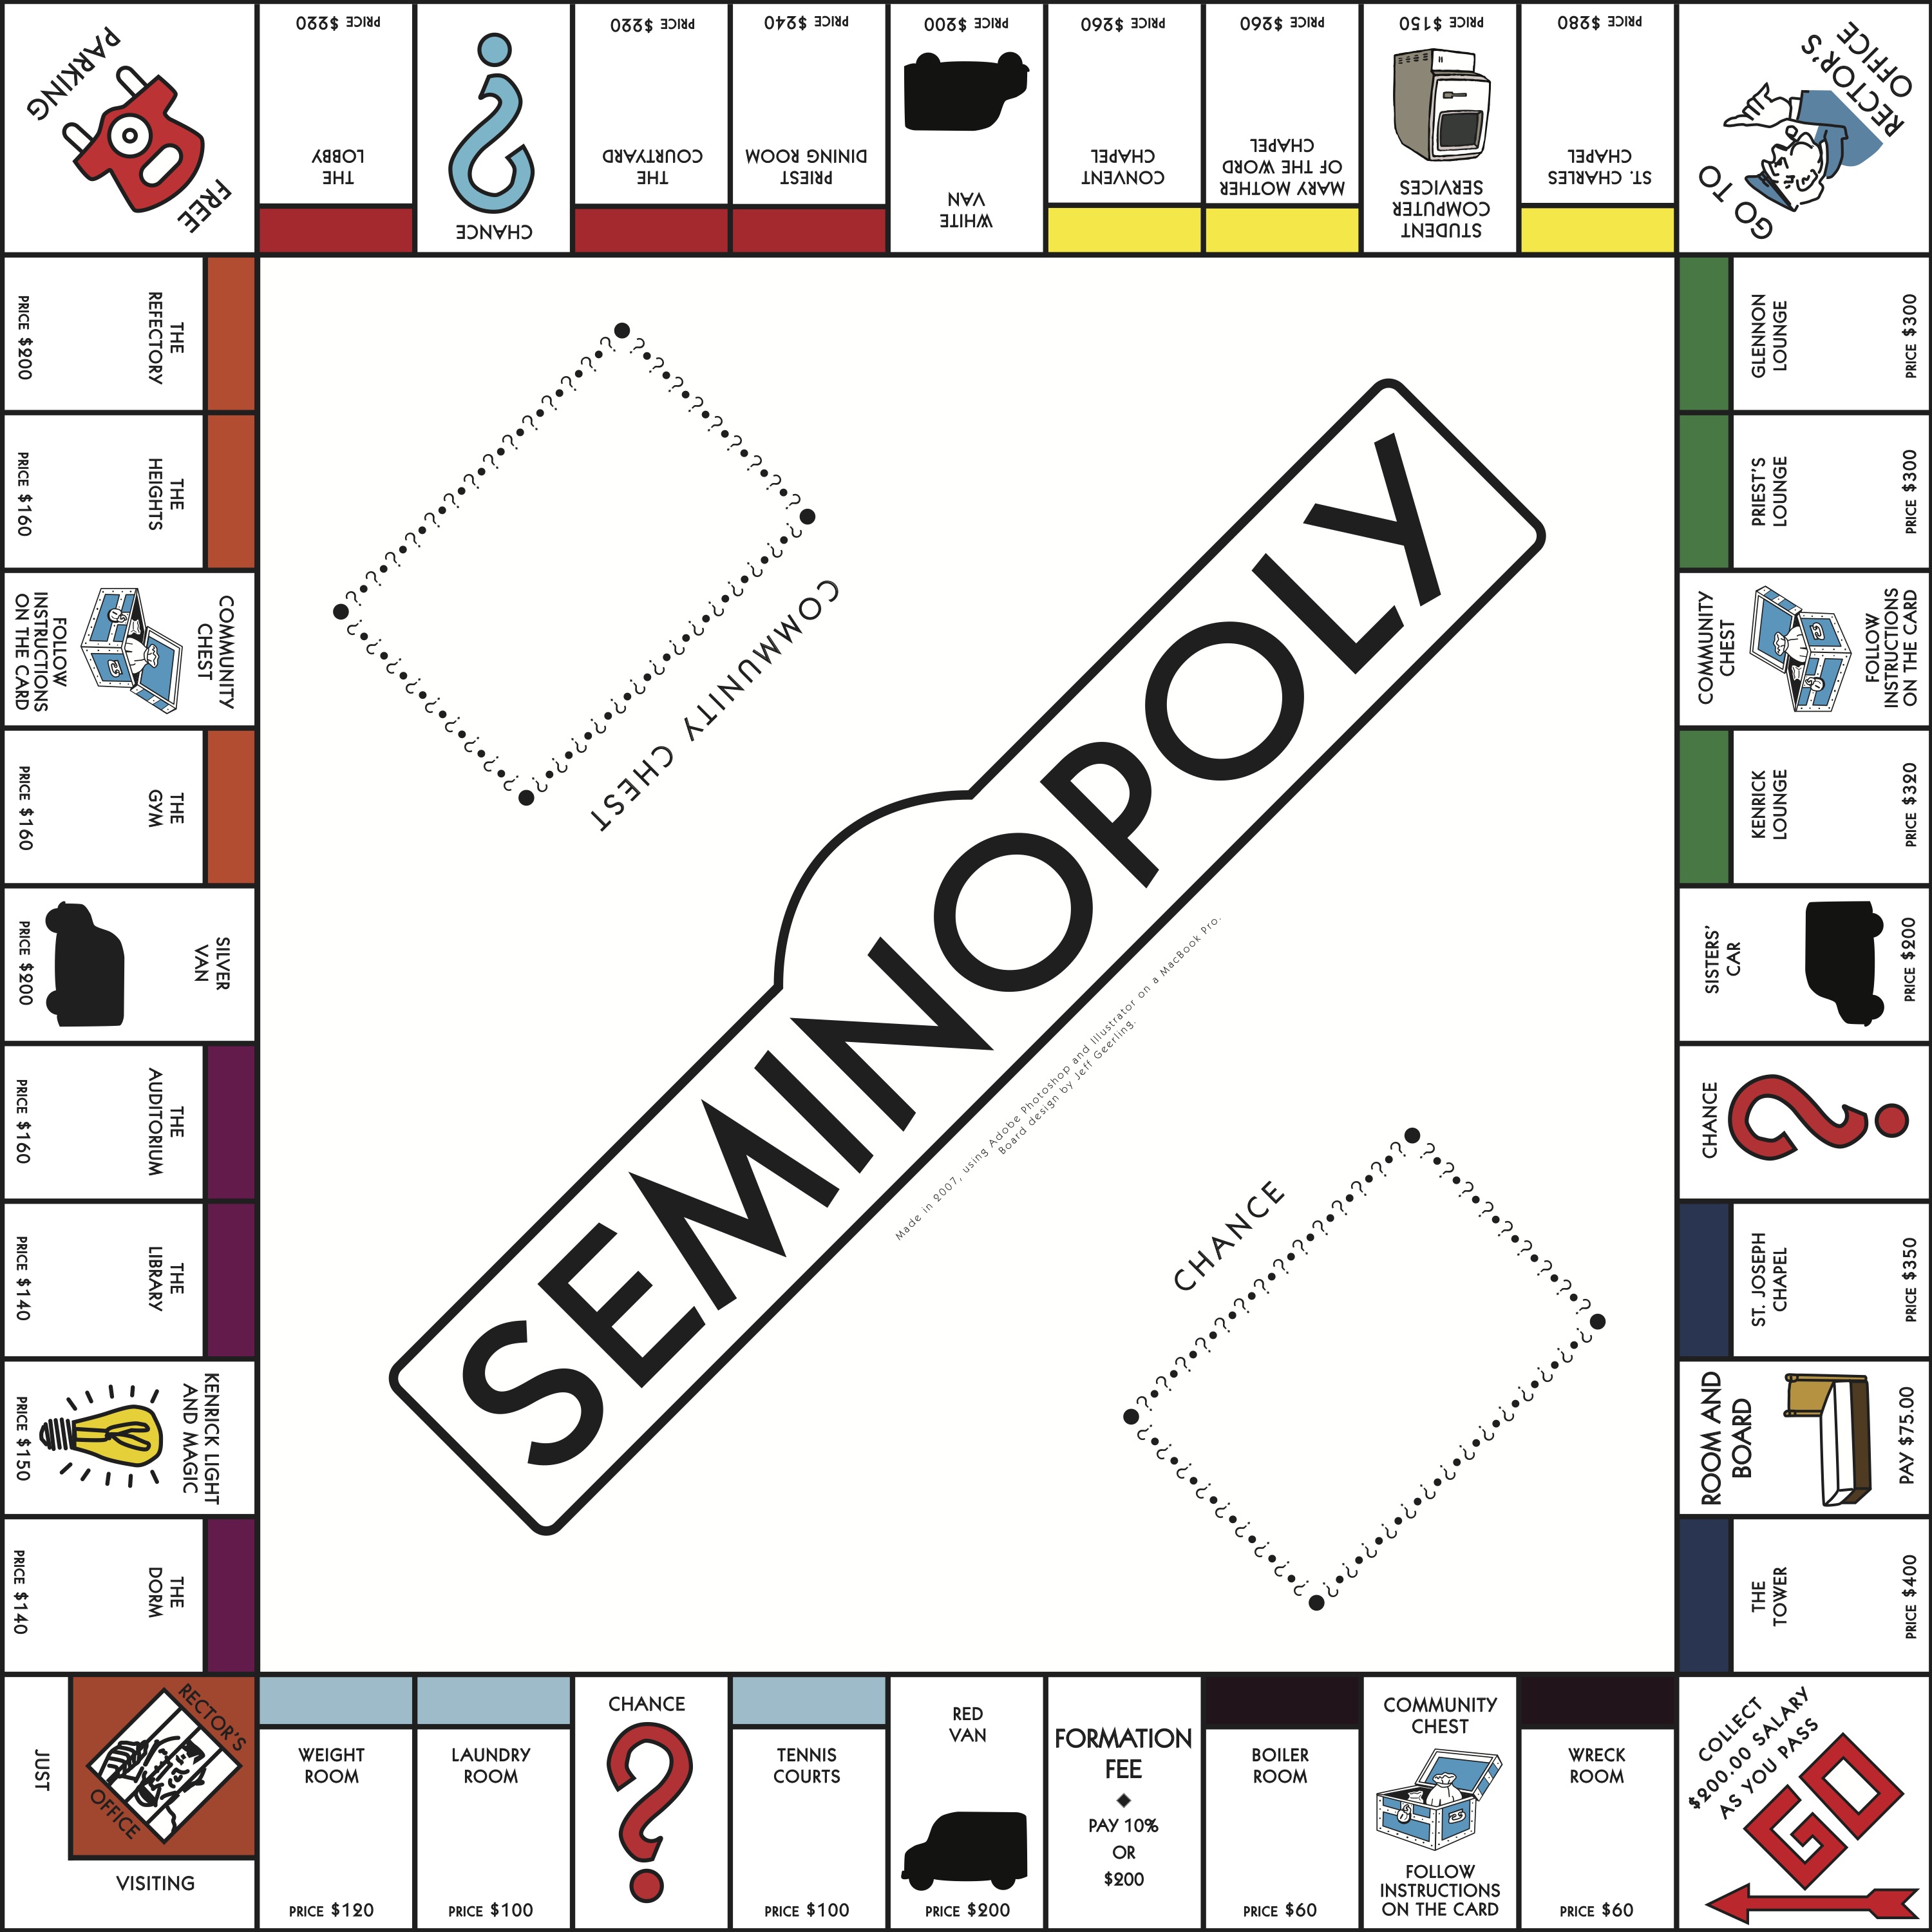 FREE
PARKING
THE
LOBBY
PRICE $220
CHANCE
THE
COURTYARD
PRICE $220
PRIEST
DINING ROOM
PRICE $240
WHITE
VAN
PRICE $200
CONVENT
CHAPEL
PRICE $260
MARY MOTHER
OF THE WORD
CHAPEL
PRICE $260
STUDENT
COMPUTER
SERVICES
PRICE $150
ST. CHARLES
CHAPEL
PRICE $280
GO TO
RECTOR'S
OFFICE
GLENNON
LOUNGE
PRICE $300
PRIEST'S
LOUNGE
PRICE $300
COMMUNITY
CHEST
FOLLOW
INSTRUCTIONS
ON THE CARD
KENRICK
LOUNGE
PRICE $320
SISTERS'
CAR
PRICE $200
CHANCE
ST. JOSEPH
CHAPEL
PRICE $350
ROOM AND
BOARD
PAY $75.00
THE
TOWER
PRICE $400
COLLECT
$200.00 SALARY
AS YOU PASS
GO
WRECK
ROOM
PRICE $60
COMMUNITY
CHEST
FOLLOW
INSTRUCTIONS
ON THE CARD
BOILER
ROOM
PRICE $60
FORMATION
FEE
PAY 10%
OR
$200
RED
VAN
PRICE $200
TENNIS
COURTS
PRICE $100
CHANCE
LAUNDRY
ROOM
PRICE $100
WEIGHT
ROOM
PRICE $120
RECTOR'S
OFFICE
JUST
VISITING
THE
DORM
PRICE $140
KENRICK LIGHT
AND MAGIC
PRICE $150
THE
LIBRARY
PRICE $140
THE
AUDITORIUM
PRICE $160
SILVER
VAN
PRICE $200
THE
GYM
PRICE $160
COMMUNITY
CHEST
FOLLOW
INSTRUCTIONS
ON THE CARD
THE
HEIGHTS
PRICE $160
THE
REFECTORY
PRICE $200
COMMUNITY CHEST
SEMINOPOLY
Made in 2007, using Adobe Photoshop and Illustrator on a MacBook Pro.
Board design by Jeff Geerling.
CHANCE